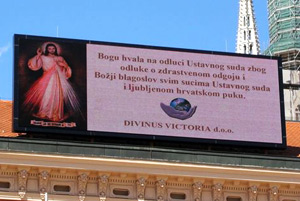 Bogu hvala na odluci Ustavnog suda zbog
odluke o zdrastvenom odgoju i
Božji blagoslov svim sucima Ustavnog suda
i ljubljenom hrvatskom puku.
DIVINUS VICTORIA d.o.o.